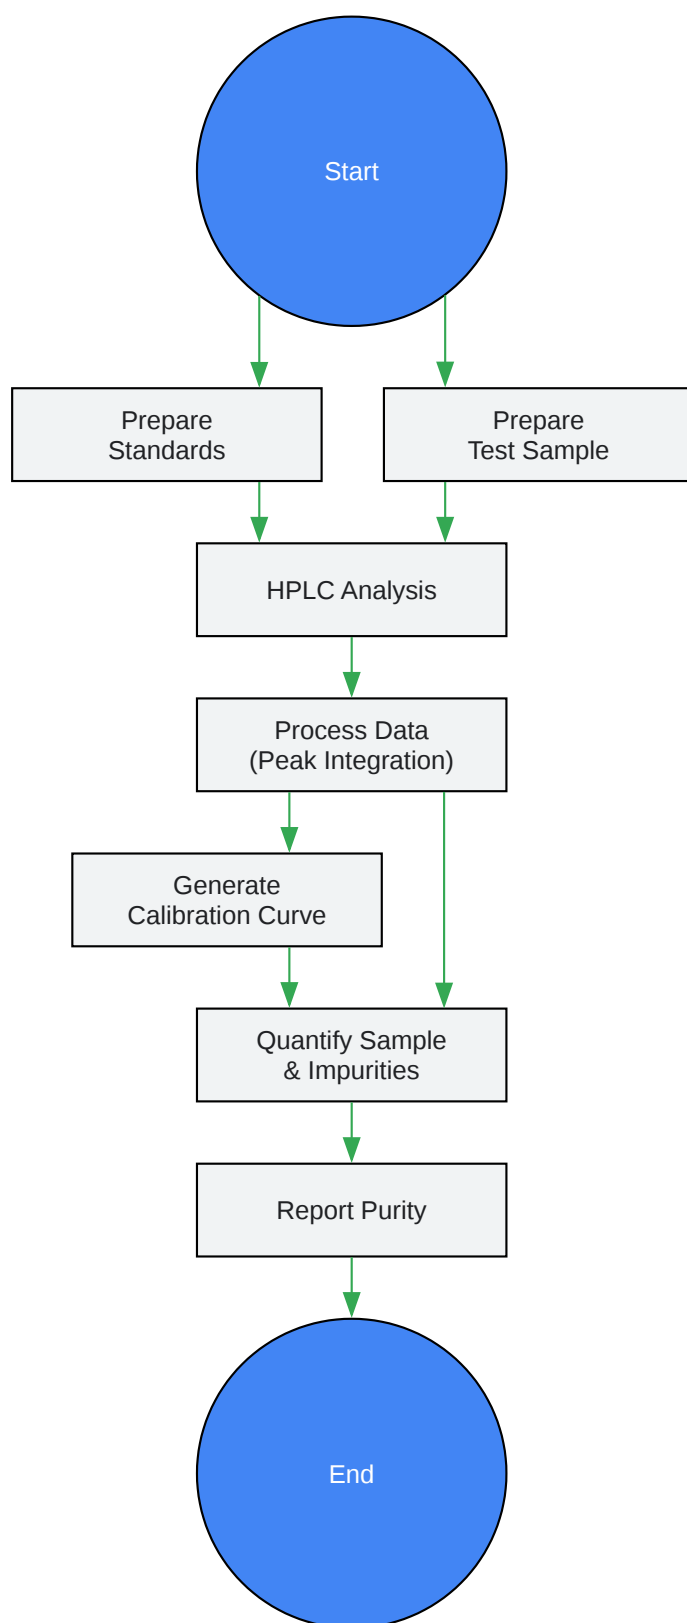 Start
Prepare
Standards
Prepare
Test Sample
HPLC Analysis
Process Data
(Peak Integration)
Generate
Calibration Curve
Quantify Sample
& Impurities
Report Purity
End